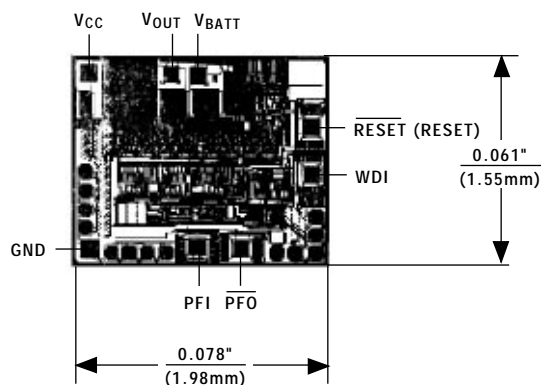 VCC VOUT VBATT
RESET (RESET)
0.061"
(1.55mm)
WDI
GND
PFI PFO
0.078"
(1.98mm)